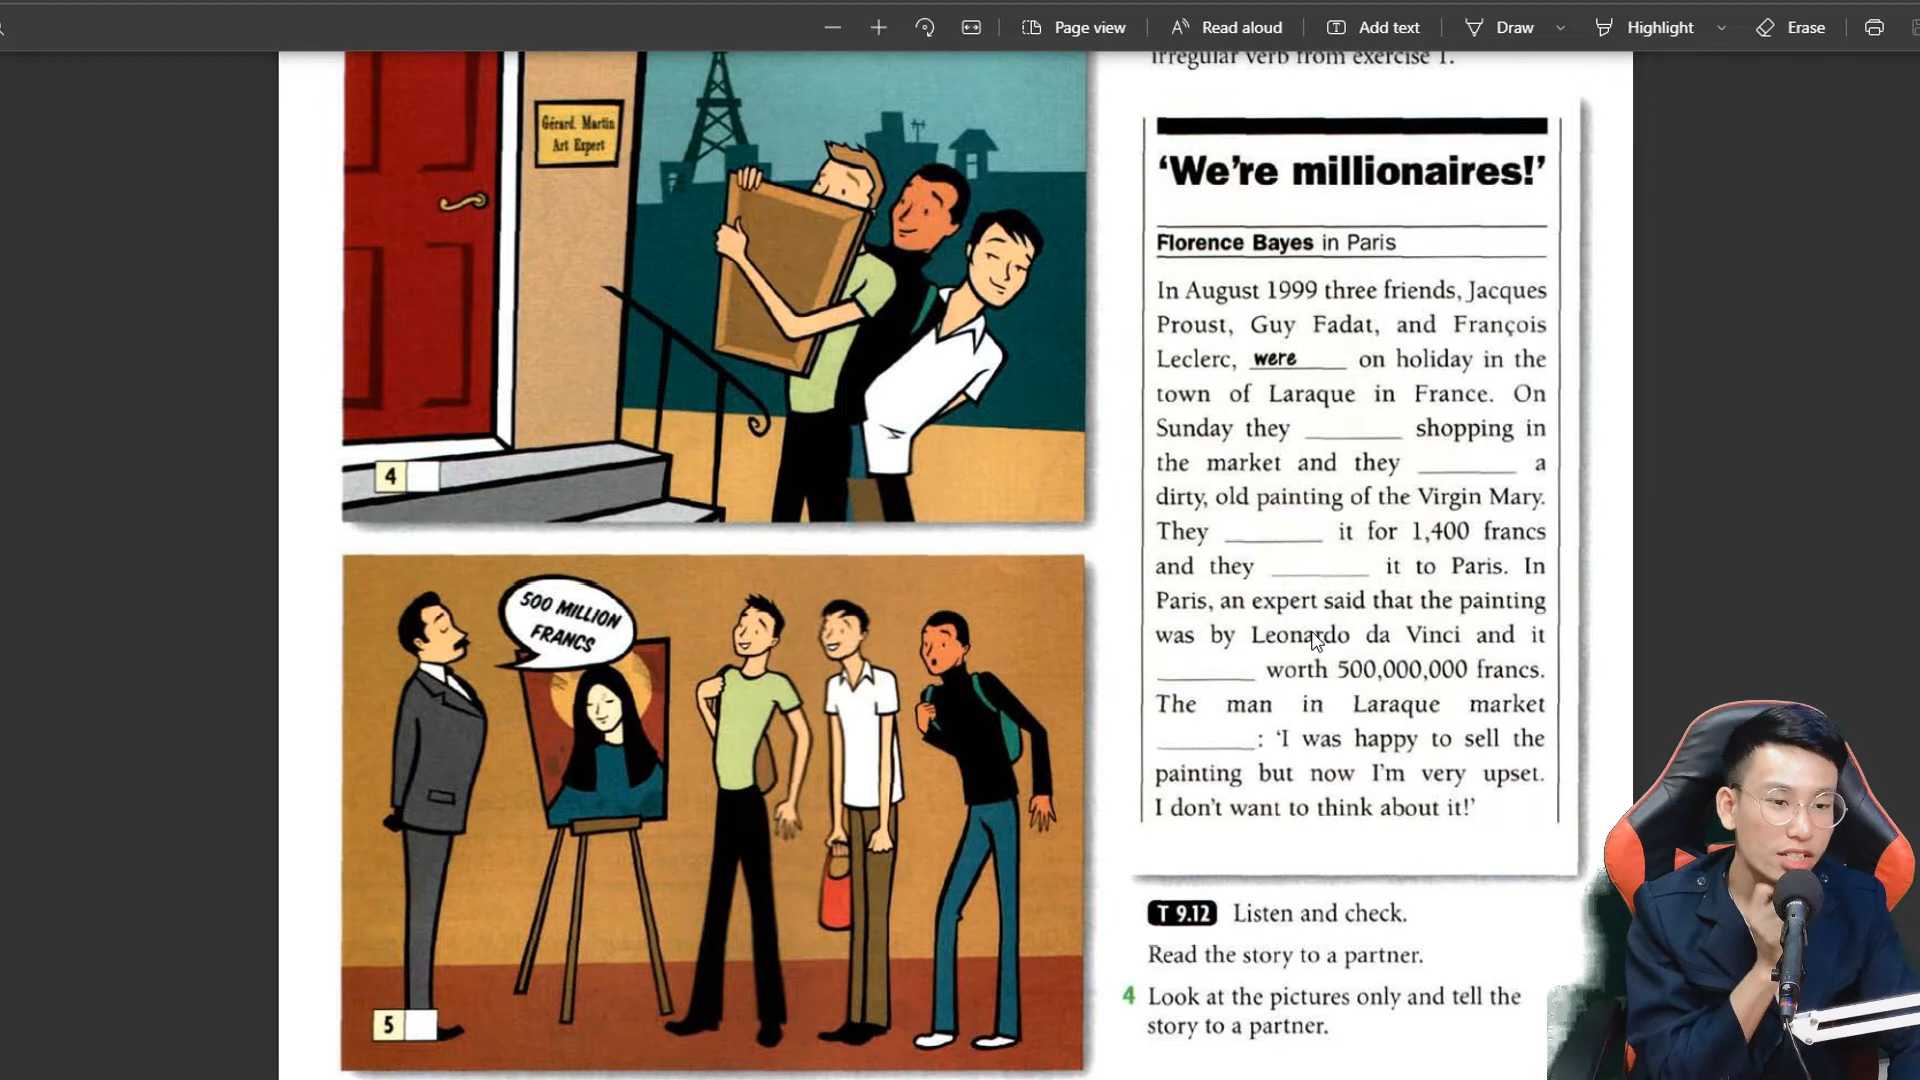 Page view
Read aloud
Add text
Draw
Highlight
Erase
irregular verb from exercise 1.
Gérard. Martin
Art Expert
4
500 MILLION
FRANCS
5
‘We’re millionaires!’
Florence Bayes in Paris
In August 1999 three friends, Jacques
Proust, Guy Fadat, and François
Leclerc, were on holiday in the
town of Laraque in France. On
Sunday they ________ shopping in
the market and they ________ a
dirty, old painting of the Virgin Mary.
They ________ it for 1,400 francs
and they ________ it to Paris. In
Paris, an expert said that the painting
was by Leonardo da Vinci and it
________ worth 500,000,000 francs.
The man in Laraque market
________: ‘I was happy to sell the
painting but now I’m very upset.
I don’t want to think about it!’
T 9.12 Listen and check.
Read the story to a partner.
4 Look at the pictures only and tell the
story to a partner.